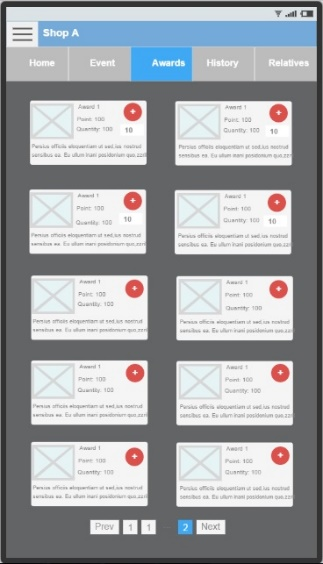 Shop A
Home Event Awards History Relatives
Award 1
Point: 100
Quantity: 100 10
Persius officiis eloquentiam ut sed,ius nostrud
sensibus ea. Eu ullum inani posidonium quo,zzril
Award 1
Point: 100
Quantity: 100 10
Persius officiis eloquentiam ut sed,ius nostrud
sensibus ea. Eu ullum inani posidonium quo,zzril
Award 1
Point: 100
Quantity: 100 10
Persius officiis eloquentiam ut sed,ius nostrud
sensibus ea. Eu ullum inani posidonium quo,zzril
Award 1
Point: 100
Quantity: 100 10
Persius officiis eloquentiam ut sed,ius nostrud
sensibus ea. Eu ullum inani posidonium quo,zzril
Award 1
Point: 100
Quantity: 100
Persius officiis eloquentiam ut sed,ius nostrud
sensibus ea. Eu ullum inani posidonium quo,zzril
Award 1
Point: 100
Quantity: 100
Persius officiis eloquentiam ut sed,ius nostrud
sensibus ea. Eu ullum inani posidonium quo,zzril
Award 1
Point: 100
Quantity: 100
Persius officiis eloquentiam ut sed,ius nostrud
sensibus ea. Eu ullum inani posidonium quo,zzril
Award 1
Point: 100
Quantity: 100
Persius officiis eloquentiam ut sed,ius nostrud
sensibus ea. Eu ullum inani posidonium quo,zzril
Award 1
Point: 100
Quantity: 100
Persius officiis eloquentiam ut sed,ius nostrud
sensibus ea. Eu ullum inani posidonium quo,zzril
Award 1
Point: 100
Quantity: 100
Persius officiis eloquentiam ut sed,ius nostrud
sensibus ea. Eu ullum inani posidonium quo,zzril
Prev 1 1 ... 2 Next